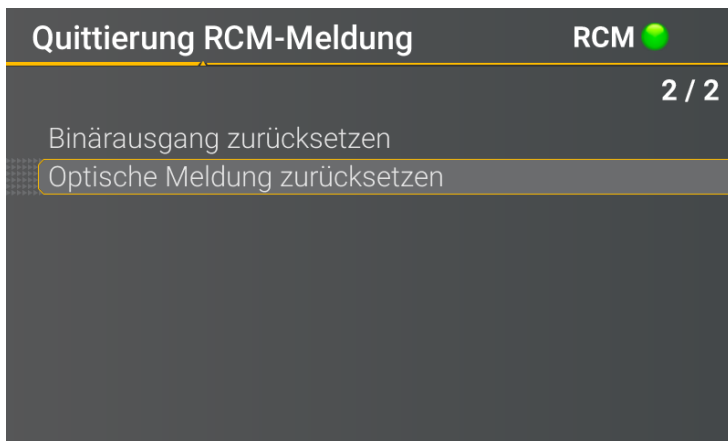 Quittierung RCM-Meldung RCM
2 / 2
Binärausgang zurücksetzen
Optische Meldung zurücksetzen